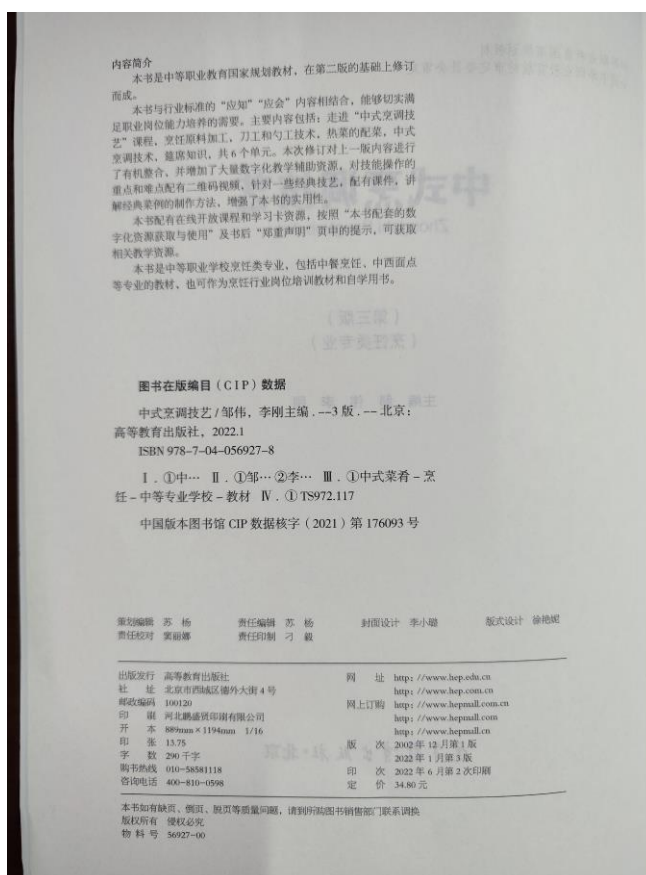 内容简介
本书是中等职业教育国家规划教材，在第二版的基础上修订
而成。
本书与行业标准的“应知”“应会”内容相结合，能够切实满
足职业岗位能力培养的需要。主要内容包括：走进“中式烹调技
艺”课程，烹饪原料加工，刀工和勺工技术，热菜的配菜，中式
烹调技术，筵席知识，共6个单元。本次修订对上一版内容进行
了有机整合，并增加了大量数字化教学辅助资源，对技能操作的
重点和难点配有二维码视频，针对一些经典技艺，配有课件，讲
解经典菜例的制作方法，增强了本书的实用性。
本书配有在线开放课程和学习卡资源，按照“本书配套的数
字化资源获取与使用”及书后“郑重声明”页中的提示，可获取
相关教学资源。
本书是中等职业学校烹饪类专业，包括中餐烹饪、中西面点
等专业的教材，也可作为烹饪行业岗位培训教材和自学用书。
图书在版编目（CIP）数据
中式烹调技艺/邹伟，李刚主编. --3版. -- 北京：
高等教育出版社，2022.1
ISBN 978-7-04-056927-8
Ⅰ. ①中… Ⅱ. ①邹… ②李… Ⅲ. ①中式菜肴－烹
饪－中等专业学校－教材 Ⅳ. ①TS972.117
中国版本图书馆CIP数据核字（2021）第176093号
策划编辑 苏 杨 责任编辑 苏 杨 封面设计 李小璐 版式设计 徐艳妮
责任校对 窦丽娜 责任印制 刁 毅
出版发行 高等教育出版社 网 址 http://www.hep.edu.cn
社 址 北京市西城区德外大街4号 http://www.hep.com.cn
邮政编码 100120 网上订购 http://www.hepmall.com.cn
印 刷 河北鹏盛贤印刷有限公司 http://www.hepmall.com
开 本 889mm×1194mm 1/16 http://www.hepmall.cn
印 张 13.75 版 次 2002年12月第1版
字 数 290千字 2022年1月第3版
购书热线 010-58581118 印 次 2022年6月第2次印刷
咨询电话 400-810-0598 定 价 34.80元
本书如有缺页、倒页、脱页等质量问题，请到所购图书销售部门联系调换
版权所有 侵权必究
物 料 号 56927-00